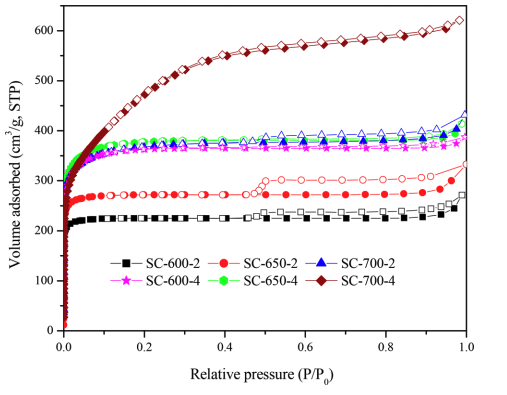 600
500
400
300
200
100
0
Volume adsorbed (cm³/g, STP)
SC-600-2 SC-650-2 SC-700-2
SC-600-4 SC-650-4 SC-700-4
0.0 0.2 0.4 0.6 0.8 1.0
Relative pressure (P/P₀)